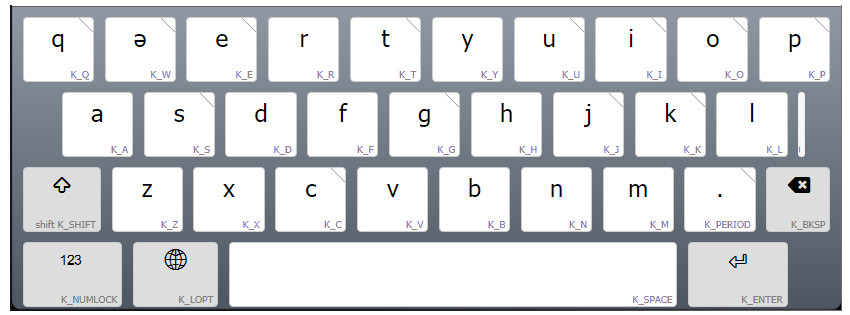 q ə e r t y u i o p
K_Q K_W K_E K_R K_T K_Y K_U K_I K_O K_P
a s d f g h j k l
K_A K_S K_D K_F K_G K_H K_J K_K K_L
z x c v b n m .
shift K_SHIFT K_Z K_X K_C K_V K_B K_N K_M K_PERIOD K_BKSP
123
K_NUMLOCK K_LOPT K_SPACE K_ENTER